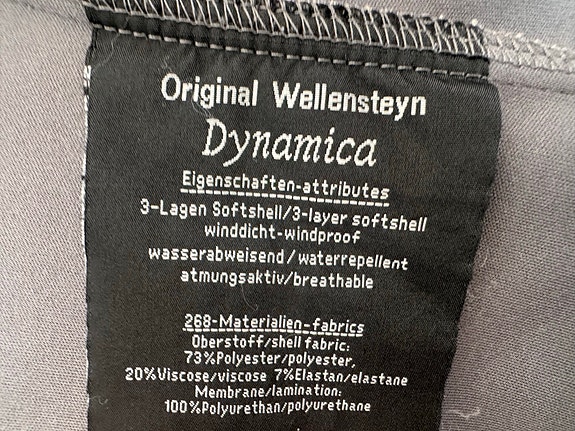 Original Wellensteyn
Dynamica
Eigenschaften-attributes
3-Lagen Softshell/3-layer softshell
winddicht-windproof
wasserabweisend/waterrepellent
atmungsaktiv/breathable
268-Materialien-fabrics
Oberstoff/shell fabric:
73%Polyester/polyester,
20%Viscose/viscose 7%Elastan/elastane
Membrane/lamination:
100%Polyurethan/polyurethane